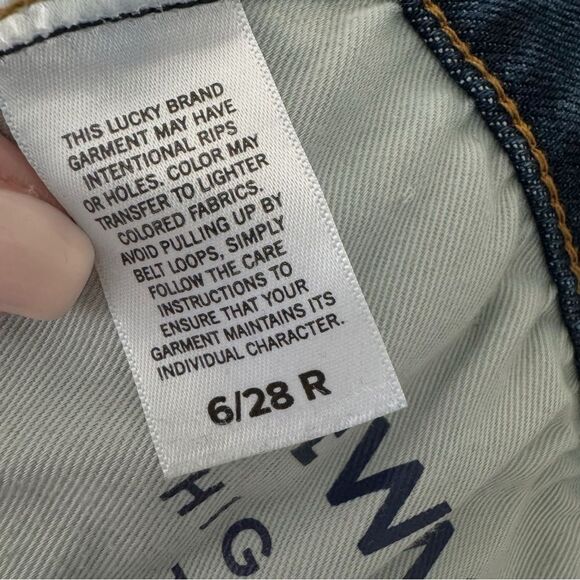 THIS LUCKY BRAND
GARMENT MAY HAVE
INTENTIONAL RIPS
OR HOLES. COLOR MAY
TRANSFER TO LIGHTER
COLORED FABRICS.
AVOID PULLING UP BY
BELT LOOPS, SIMPLY
FOLLOW THE CARE
INSTRUCTIONS TO
ENSURE THAT YOUR
GARMENT MAINTAINS ITS
INDIVIDUAL CHARACTER.
6/28 R